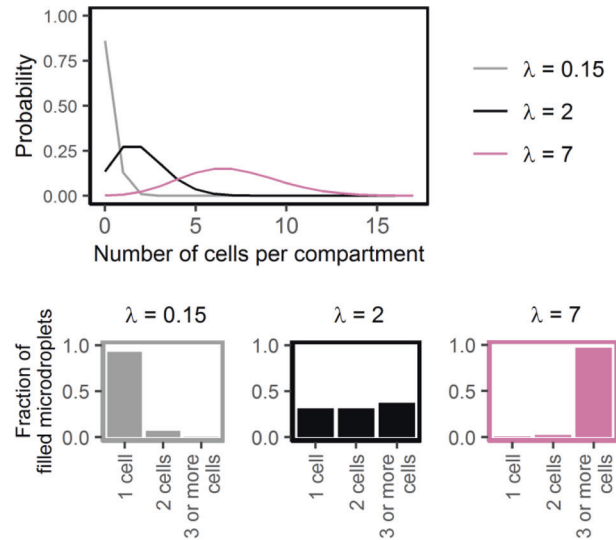 1.00
0.75
0.50
0.25
0.00
Probability
0
5
10
15
Number of cells per compartment
λ = 0.15
λ = 2
λ = 7
Fraction of
filled microdroplets
λ = 0.15
1.0
0.5
0.0
1 cell
2 cells
3 or more
cells
λ = 2
1.0
0.5
0.0
1 cell
2 cells
3 or more
cells
λ = 7
1.0
0.5
0.0
1 cell
2 cells
3 or more
cells